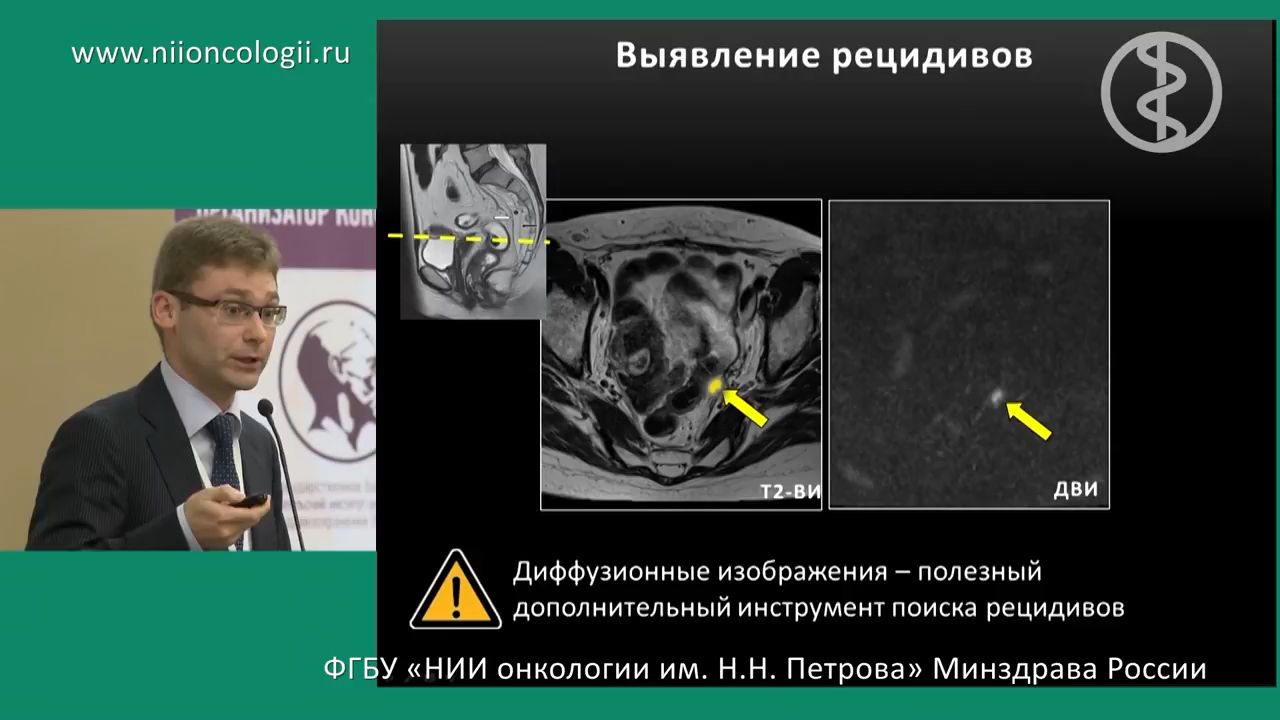 www.niioncologii.ru
Выявление рецидивов
ОРГАНИЗАТОР
Т2-ВИ
ДВИ
Диффузионные изображения – полезный
дополнительный инструмент поиска рецидивов
ФГБУ «НИИ онкологии им. Н.Н. Петрова» Минздрава России